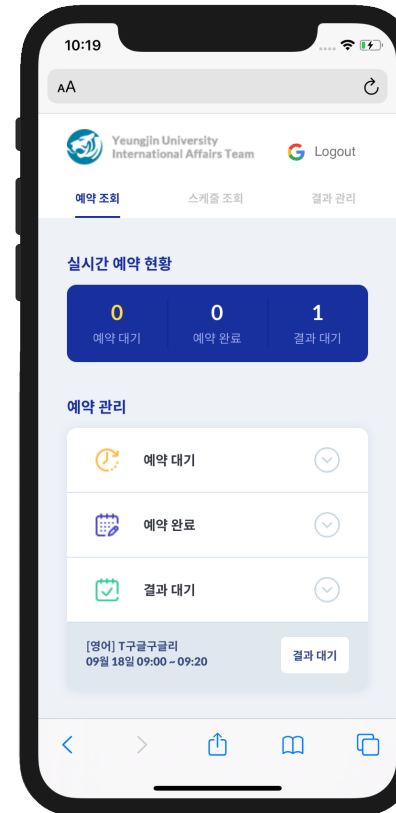 10:19
AA
Yeungjin University
International Affairs Team
G Logout
예약 조회 스케줄 조회 결과 관리
실시간 예약 현황
0 0 1
예약 대기 예약 완료 결과 대기
예약 관리
예약 대기
예약 완료
결과 대기
[영어] T구글구글리
09월 18일 09:00 ~ 09:20
결과 대기